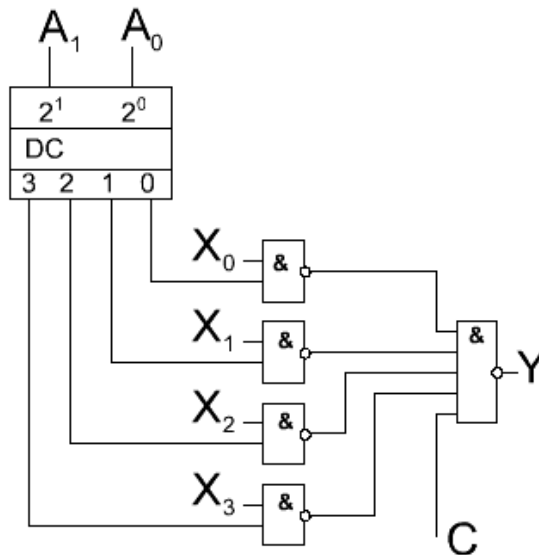 A₁ A₀
2¹ 2⁰
DC
3 2 1 0
X₀ &
X₁ &
&
Y
X₂ &
X₃ &
C